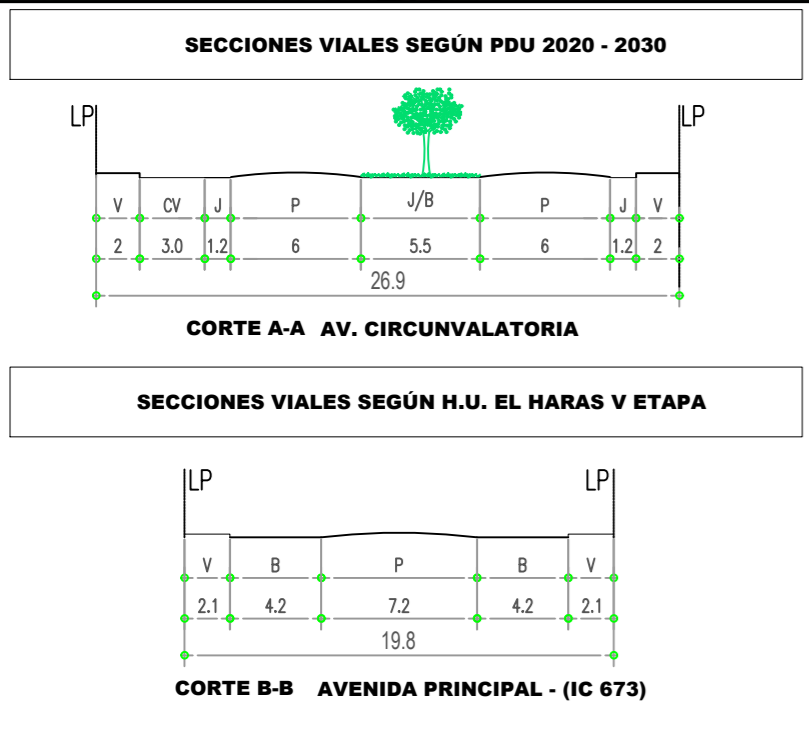 SECCIONES VIALES SEGÚN PDU 2020 - 2030
LP LP
V CV J P J/B P J V
2 3.0 1.2 6 5.5 6 1.2 2
26.9
CORTE A-A AV. CIRCUNVALATORIA
SECCIONES VIALES SEGÚN H.U. EL HARAS V ETAPA
LP LP
V B P B V
2.1 4.2 7.2 4.2 2.1
19.8
CORTE B-B AVENIDA PRINCIPAL - (IC 673)